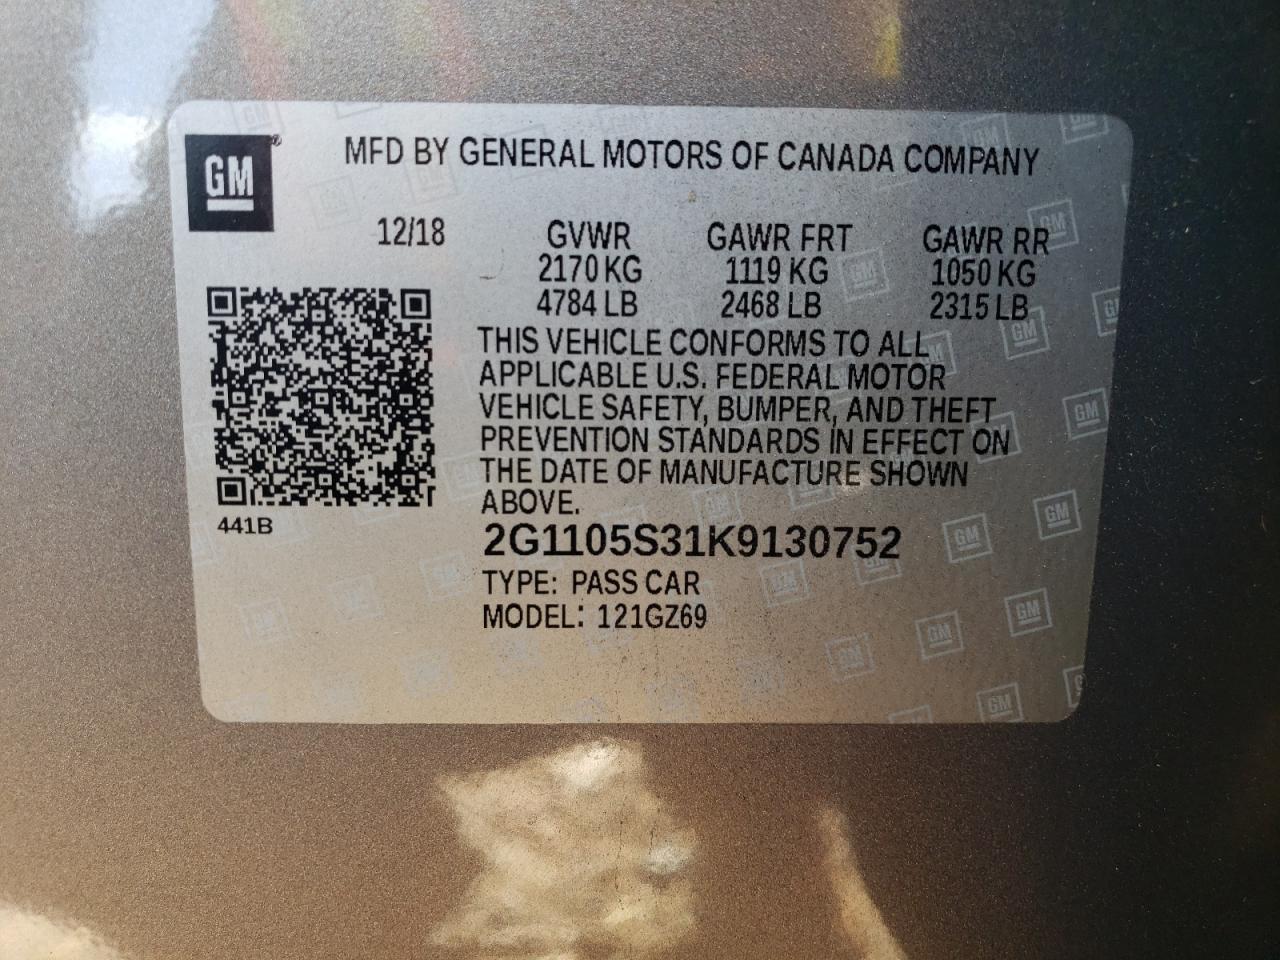 GM
MFD BY GENERAL MOTORS OF CANADA COMPANY
12/18 GVWR GAWR FRT GAWR RR
2170 KG 1119 KG 1050 KG
4784 LB 2468 LB 2315 LB
THIS VEHICLE CONFORMS TO ALL
APPLICABLE U.S. FEDERAL MOTOR
VEHICLE SAFETY, BUMPER, AND THEFT
PREVENTION STANDARDS IN EFFECT ON
THE DATE OF MANUFACTURE SHOWN
ABOVE.
441B
2G1105S31K9130752
TYPE: PASS CAR
MODEL: 121GZ69